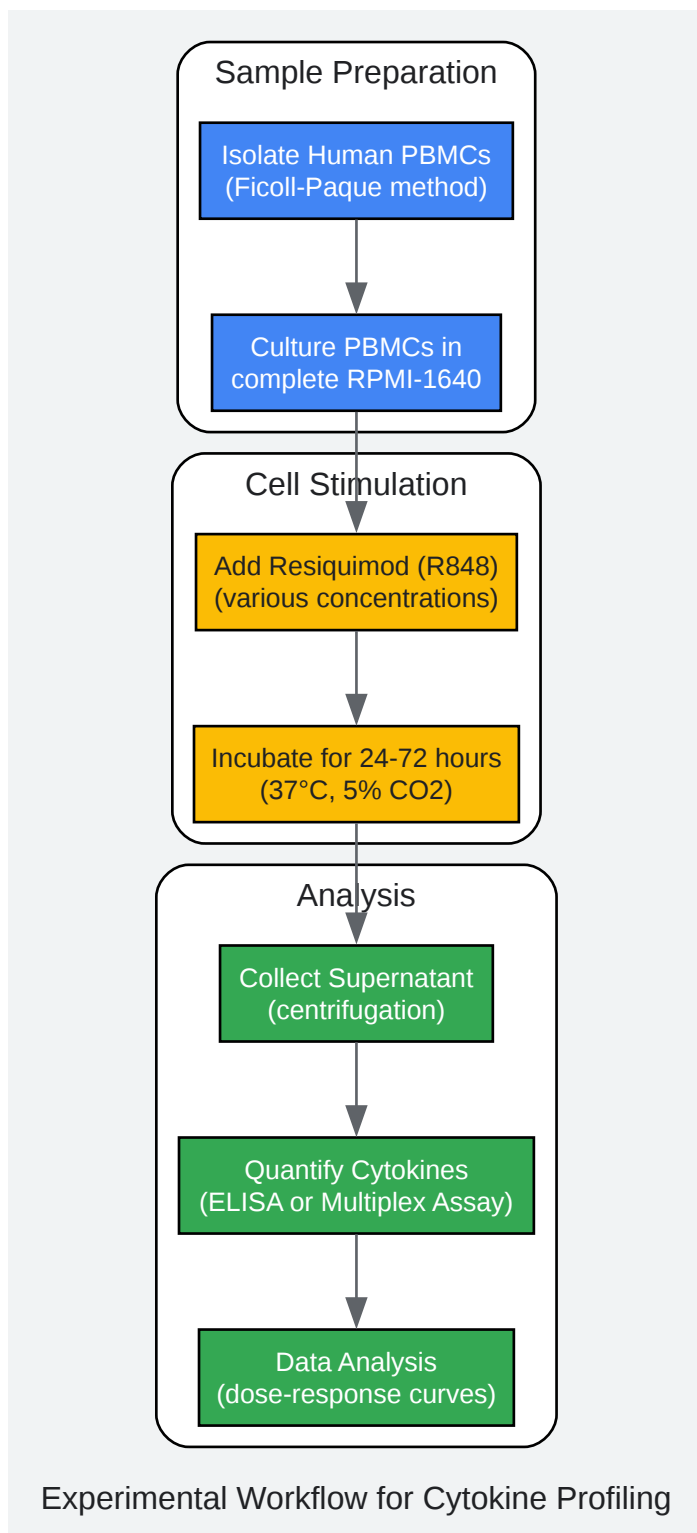 Sample Preparation
Isolate Human PBMCs
(Ficoll-Paque method)
Culture PBMCs in
complete RPMI-1640
Cell Stimulation
Add Resiquimod (R848)
(various concentrations)
Incubate for 24-72 hours
(37°C, 5% CO2)
Analysis
Collect Supernatant
(centrifugation)
Quantify Cytokines
(ELISA or Multiplex Assay)
Data Analysis
(dose-response curves)
Experimental Workflow for Cytokine Profiling